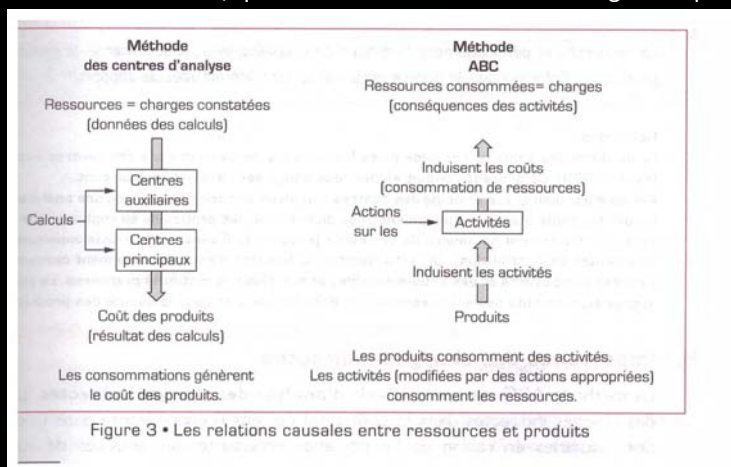 Méthode
des centres d'analyse
Ressources = charges constatées
(données des calculs)
Centres
auxiliaires
Calculs
Centres
principaux
Coût des produits
(résultat des calculs)
Les consommations génèrent
le coût des produits.
Méthode
ABC
Ressources consommées= charges
(conséquences des activités)
Induisent les coûts
(consommation de ressources)
Actions
sur les
Activités
Induisent les activités
Produits
Les produits consomment des activités.
Les activités (modifiées par des actions appropriées)
consomment les ressources.
Figure 3 • Les relations causales entre ressources et produits